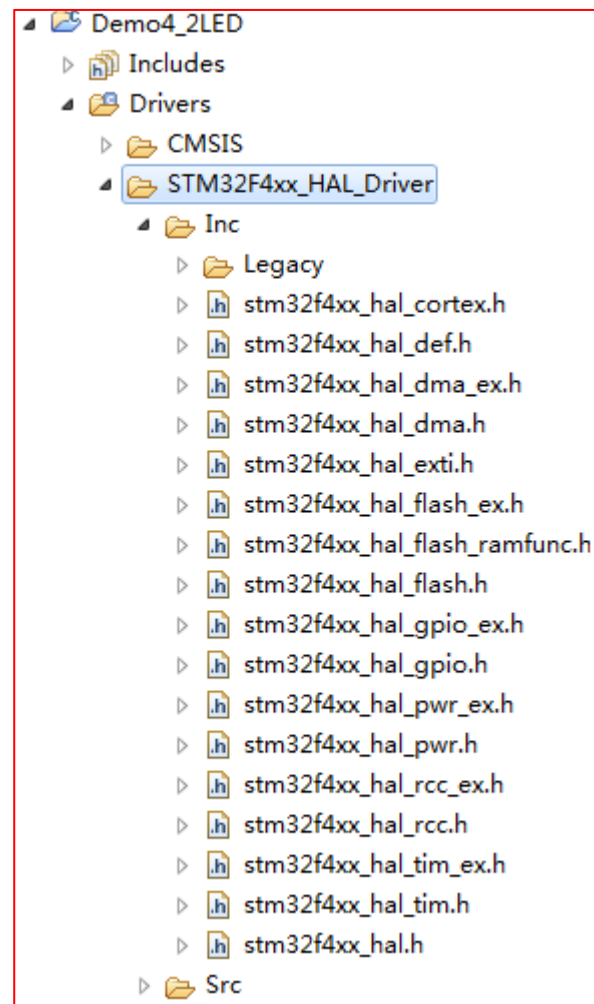 Demo4_2LED
Includes
Drivers
CMSIS
STM32F4xx_HAL_Driver
Inc
Legacy
stm32f4xx_hal_cortex.h
stm32f4xx_hal_def.h
stm32f4xx_hal_dma_ex.h
stm32f4xx_hal_dma.h
stm32f4xx_hal_exti.h
stm32f4xx_hal_flash_ex.h
stm32f4xx_hal_flash_ramfunc.h
stm32f4xx_hal_flash.h
stm32f4xx_hal_gpio_ex.h
stm32f4xx_hal_gpio.h
stm32f4xx_hal_pwr_ex.h
stm32f4xx_hal_pwr.h
stm32f4xx_hal_rcc_ex.h
stm32f4xx_hal_rcc.h
stm32f4xx_hal_tim_ex.h
stm32f4xx_hal_tim.h
stm32f4xx_hal.h
Src